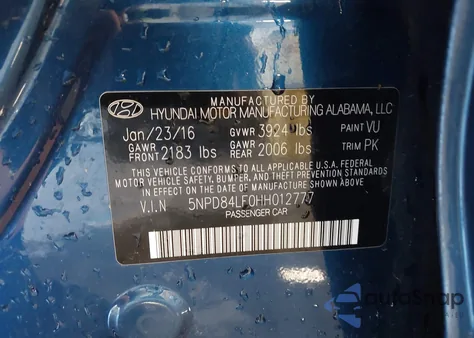 MANUFACTURED BY
HYUNDAI MOTOR MANUFACTURING ALABAMA, LLC
Jan/23/16 GVWR 3924 lbs PAINT VU
GAWR FRONT 2183 lbs GAWR REAR 2006 lbs TRIM PK
THIS VEHICLE CONFORMS TO ALL APPLICABLE U.S.A. FEDERAL
MOTOR VEHICLE SAFETY, BUMPER, AND THEFT PREVENTION STANDARDS
IN EFFECT ON THE DATE OF MANUFACTURE SHOWN ABOVE.
V.I.N 5NPD84LF0HH012777
PASSENGER CAR
autoSnap